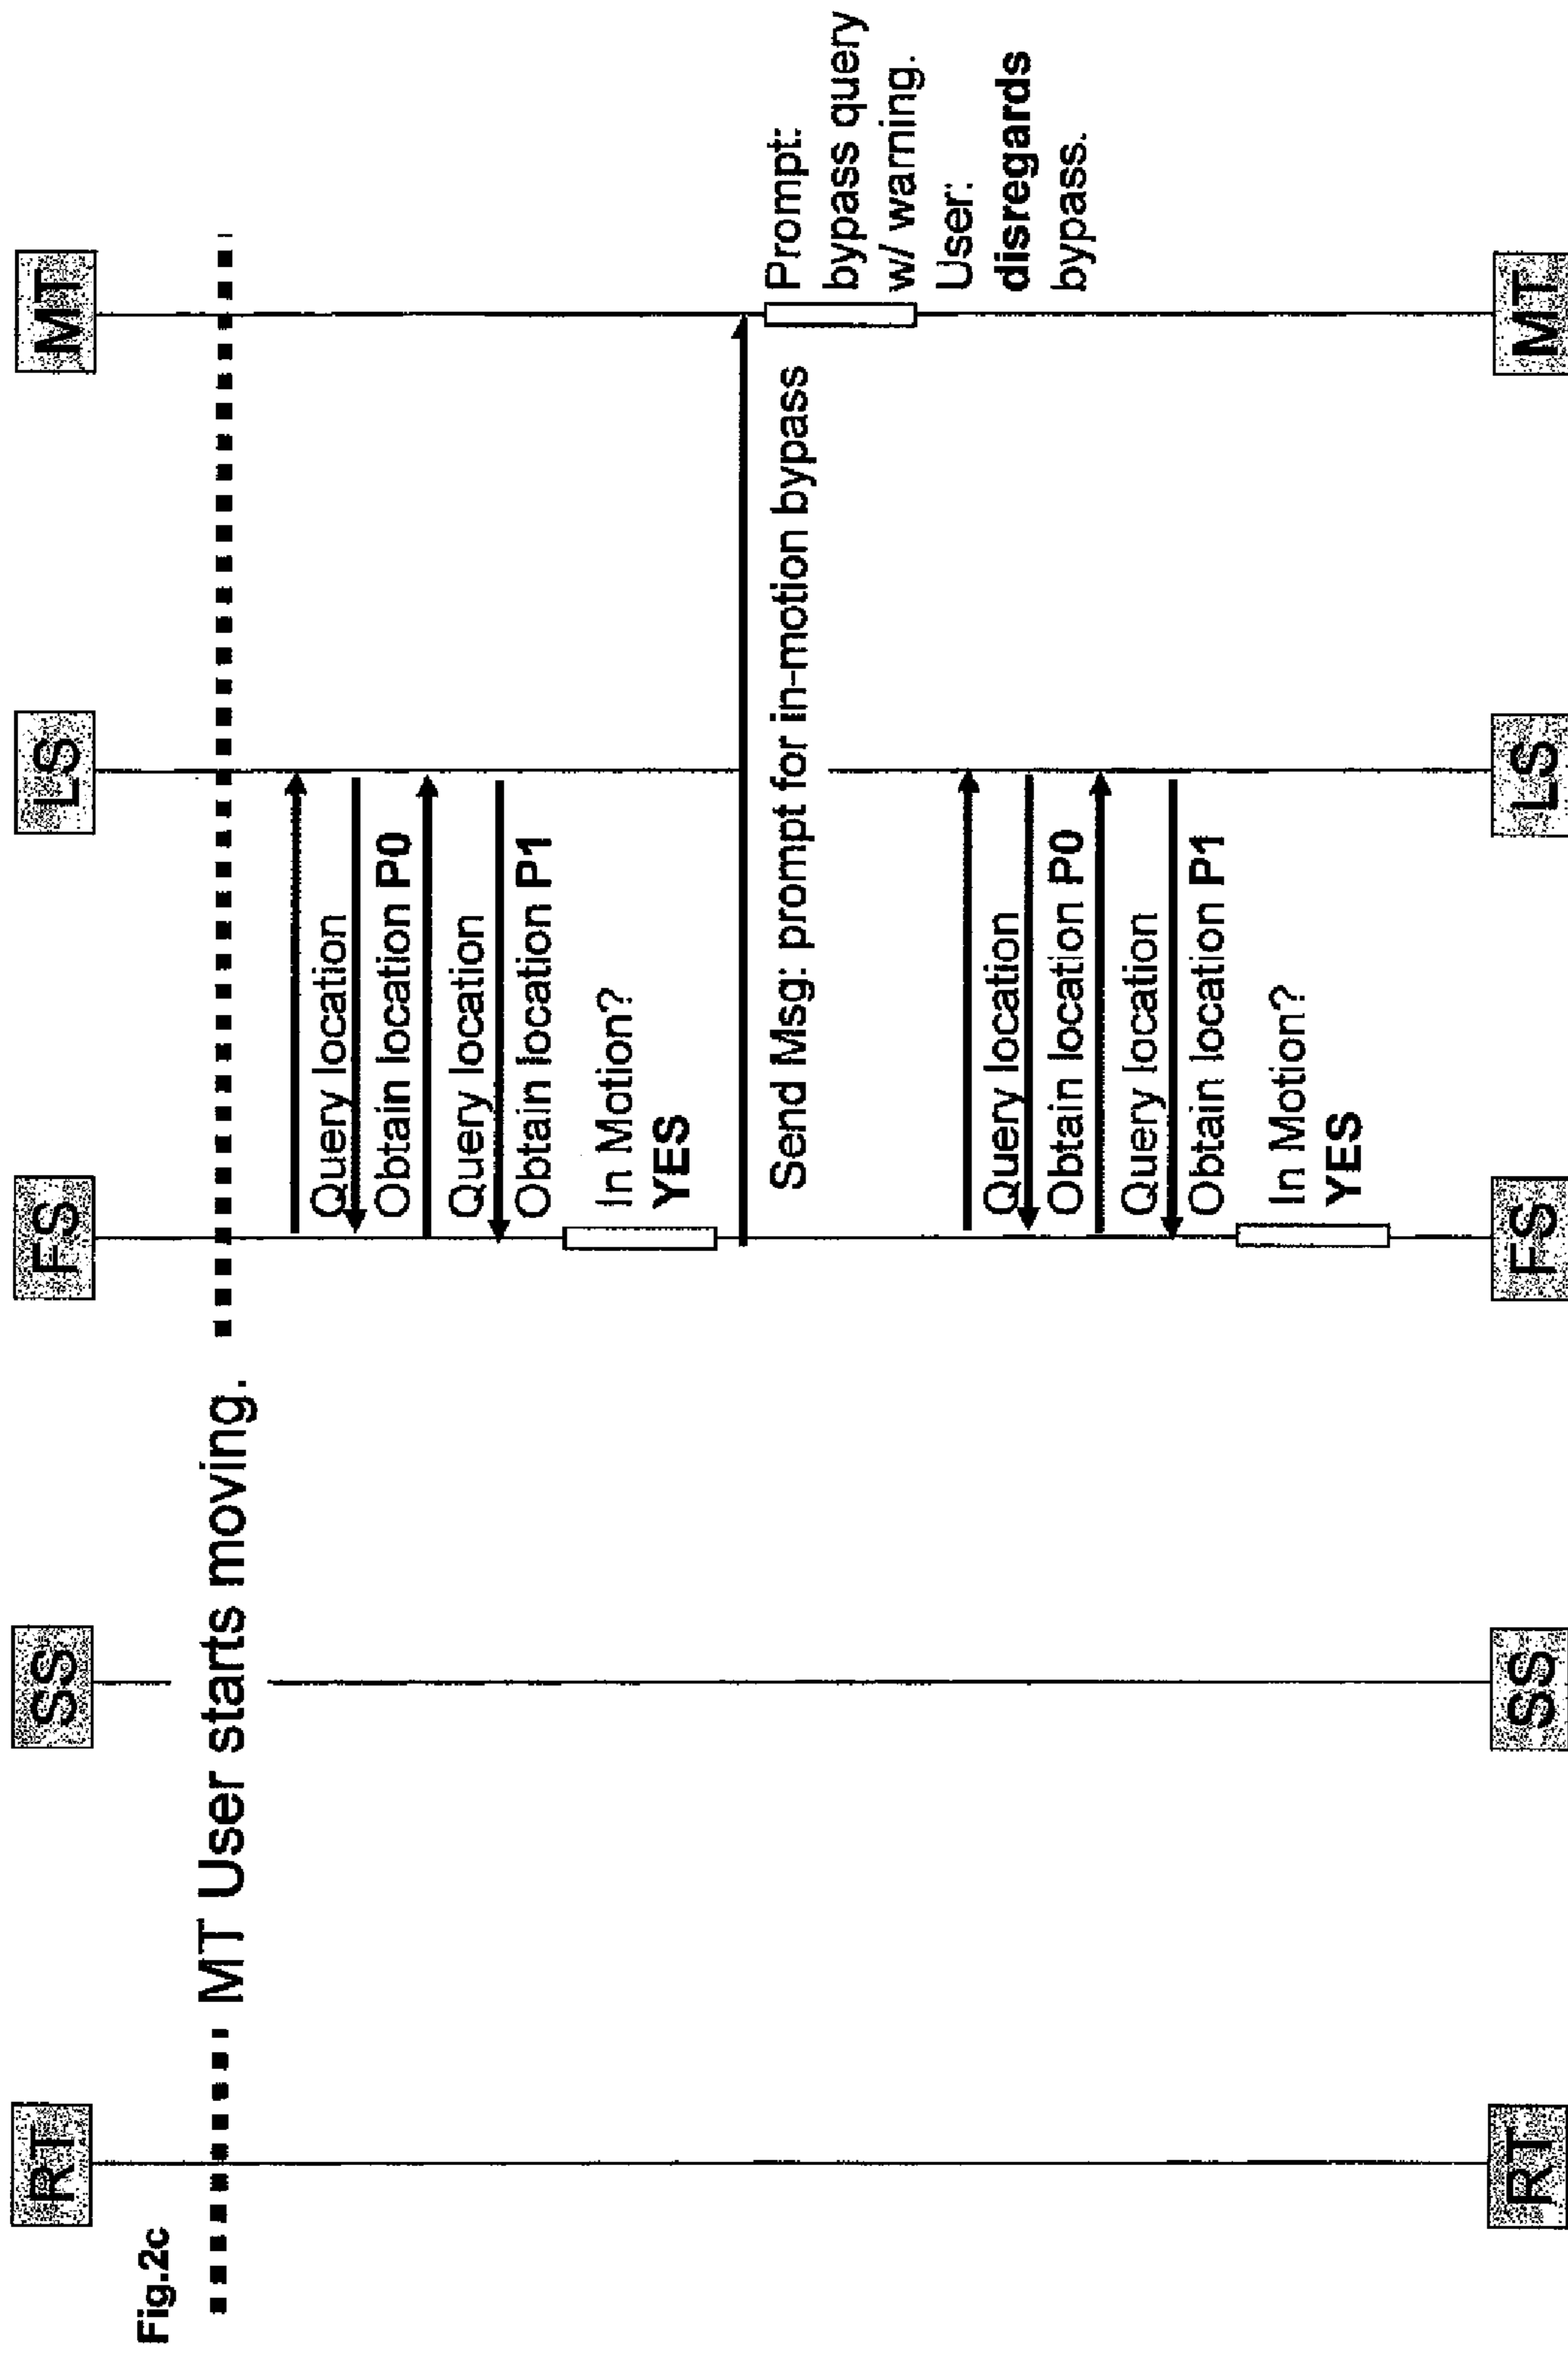 Fig.2c
RT
SS
FS
LS
MT
MT User starts moving.
Query location
Obtain location P0
Query location
Obtain location P1
In Motion?
YES
Send Msg: prompt for in-motion bypass
Prompt:
bypass query
w/ warning.
User:
disregards
bypass.
Query location
Obtain location P0
Query location
Obtain location P1
In Motion?
YES
RT
SS
FS
LS
MT